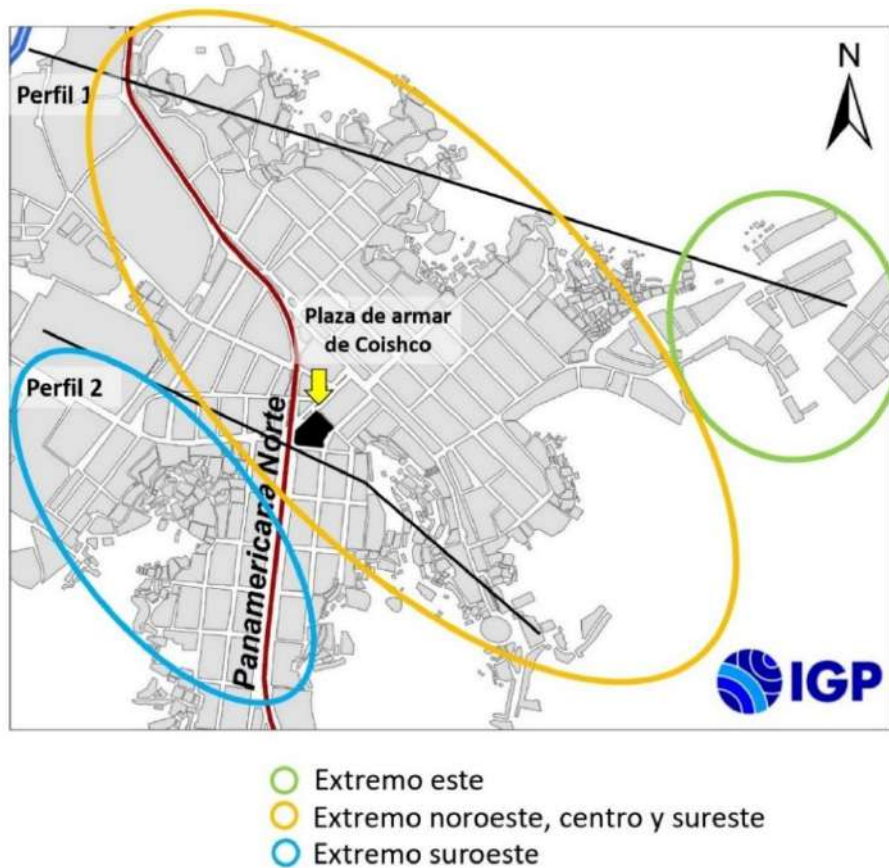 N
Perfil 1
Plaza de armar
de Coishco
Perfil 2
Panamericana Norte
IGP
Extremo este
Extremo noroeste, centro y sureste
Extremo suroeste